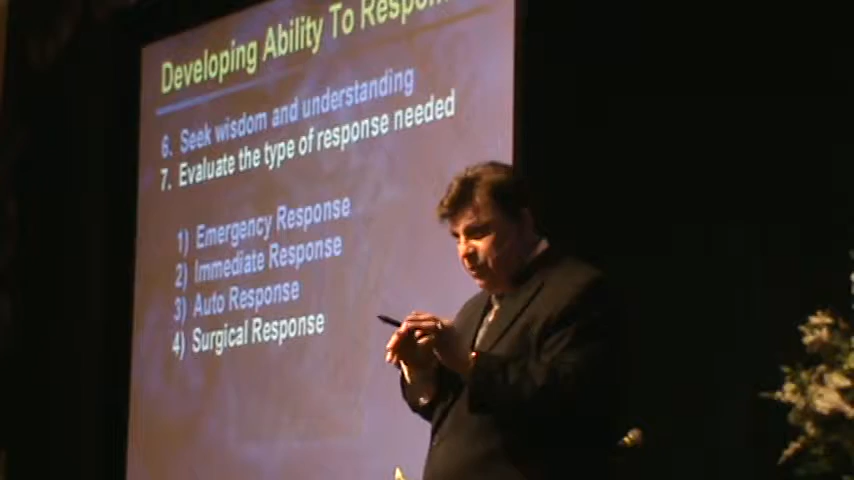 Developing Ability To Respon
6. Seek wisdom and understanding
7. Evaluate the type of response needed
1) Emergency Response
2) Immediate Response
3) Auto Response
4) Surgical Response